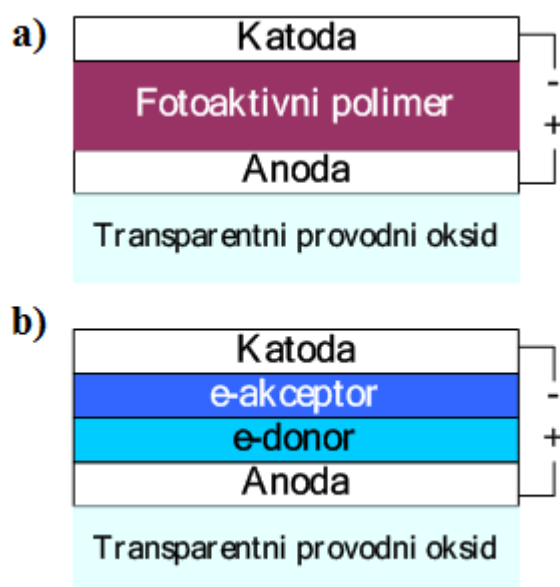 a)
Katoda
Fotoaktivni polimer
Anoda
Transparentni provodni oksid
-
+
b)
Katoda
e-akceptor
e-donor
Anoda
Transparentni provodni oksid
-
+